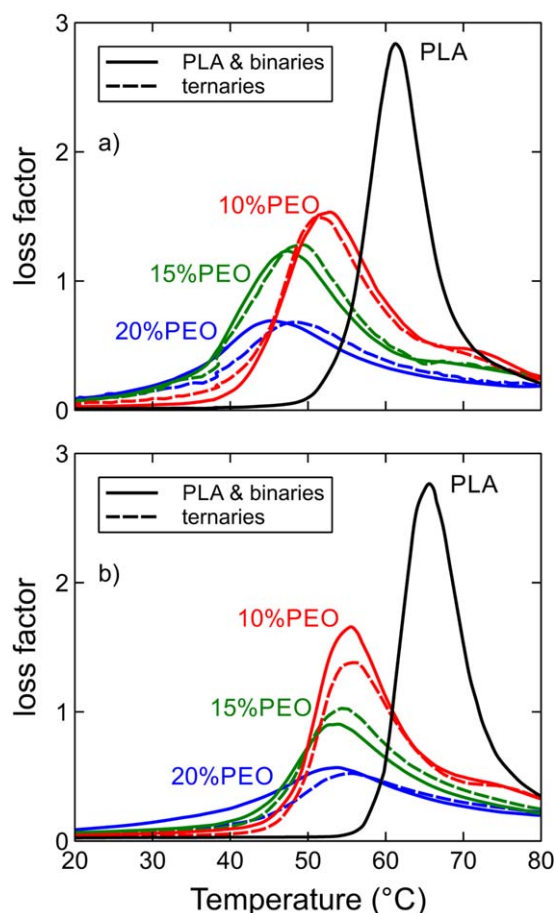 3
PLA & binaries
ternaries
PLA
a)
2
10%PEO
15%PEO
1
20%PEO
0
loss factor
3
PLA & binaries
ternaries
PLA
b)
2
10%PEO
15%PEO
1
20%PEO
0
loss factor
20 30 40 50 60 70 80
Temperature (°C)